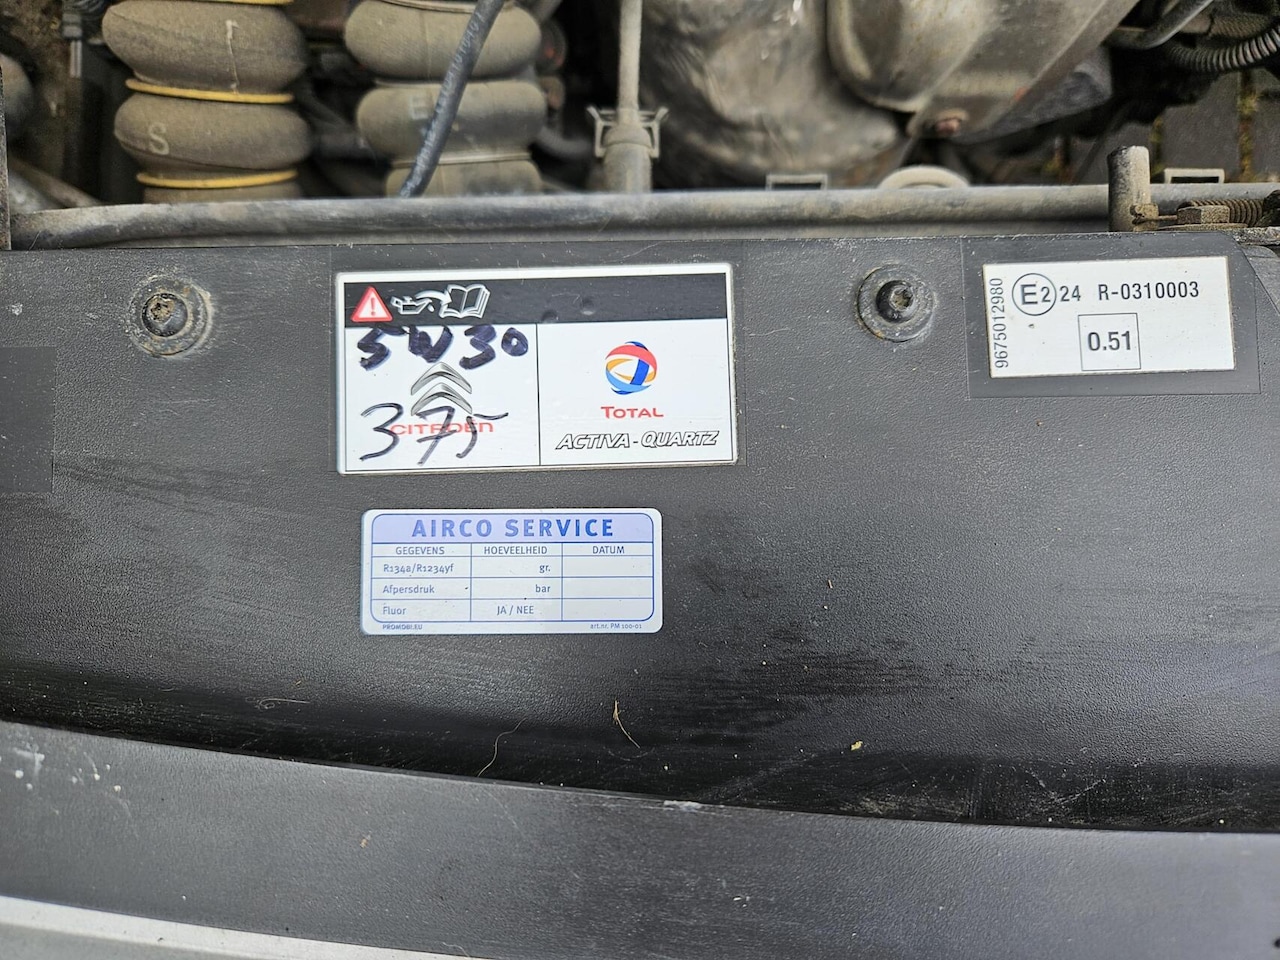 S
E
5W30
CITROËN
375
TOTAL
ACTIVA-QUARTZ
9675012980
E2 24 R-0310003
0.51
AIRCO SERVICE
GEGEVENS HOEVEELHEID DATUM
R134a/R1234yf gr.
Afpersdruk bar
Fluor JA / NEE
PROMOBI.EU art.nr. PM 100-01